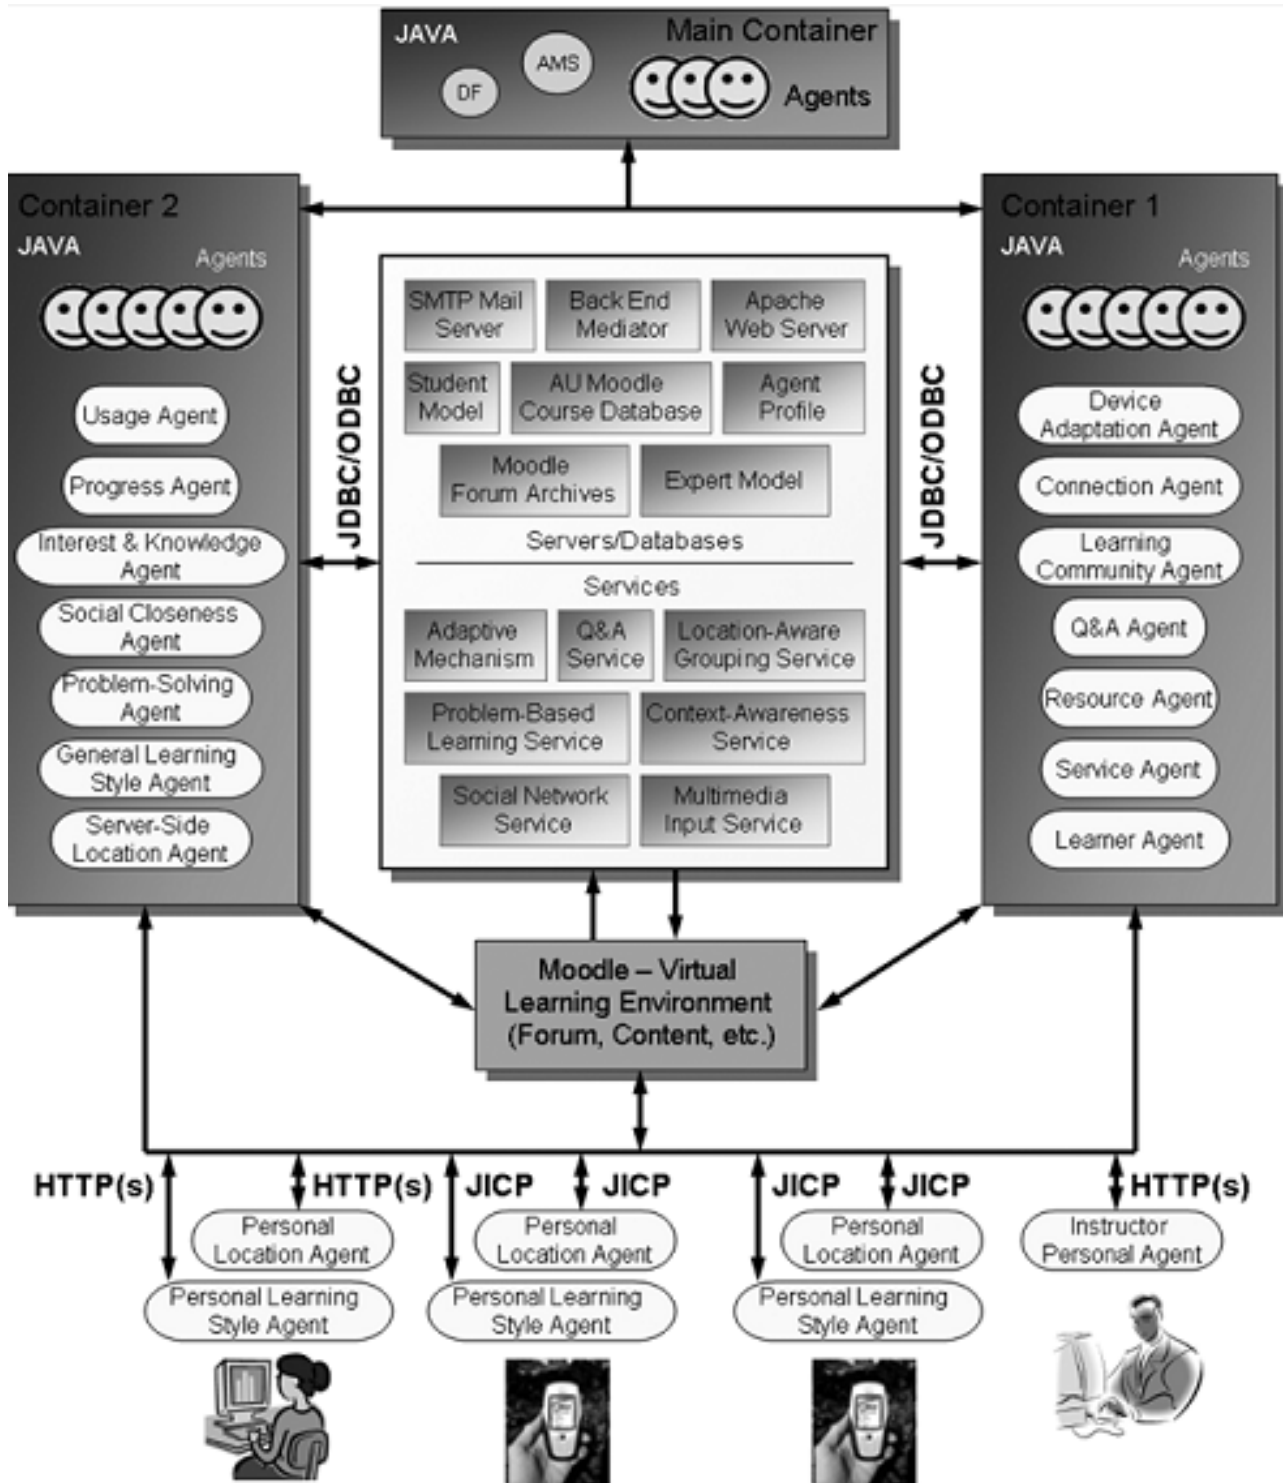 JAVA
Main Container
DF
AMS
Agents
Container 2
JAVA
Agents
Usage Agent
Progress Agent
Interest & Knowledge
Agent
Social Closeness
Agent
Problem-Solving
Agent
General Learning
Style Agent
Server-Side
Location Agent
JDBC/ODBC
SMTP Mail
Server
Back End
Mediator
Apache
Web Server
Student
Model
AU Moodle
Course Database
Agent
Profile
Moodle
Forum Archives
Expert Model
Servers/Databases
Services
Adaptive
Mechanism
Q&A
Service
Location-Aware
Grouping Service
Problem-Based
Learning Service
Context-Awareness
Service
Social Network
Service
Multimedia
Input Service
JDBC/ODBC
Container 1
JAVA
Agents
Device
Adaptation Agent
Connection Agent
Learning
Community Agent
Q&A Agent
Resource Agent
Service Agent
Learner Agent
Moodle – Virtual
Learning Environment
(Forum, Content, etc.)
HTTP(s)
HTTP(s)
JICP
JICP
JICP
JICP
HTTP(s)
Personal
Location Agent
Personal Learning
Style Agent
Personal
Location Agent
Personal Learning
Style Agent
Personal
Location Agent
Personal Learning
Style Agent
Instructor
Personal Agent